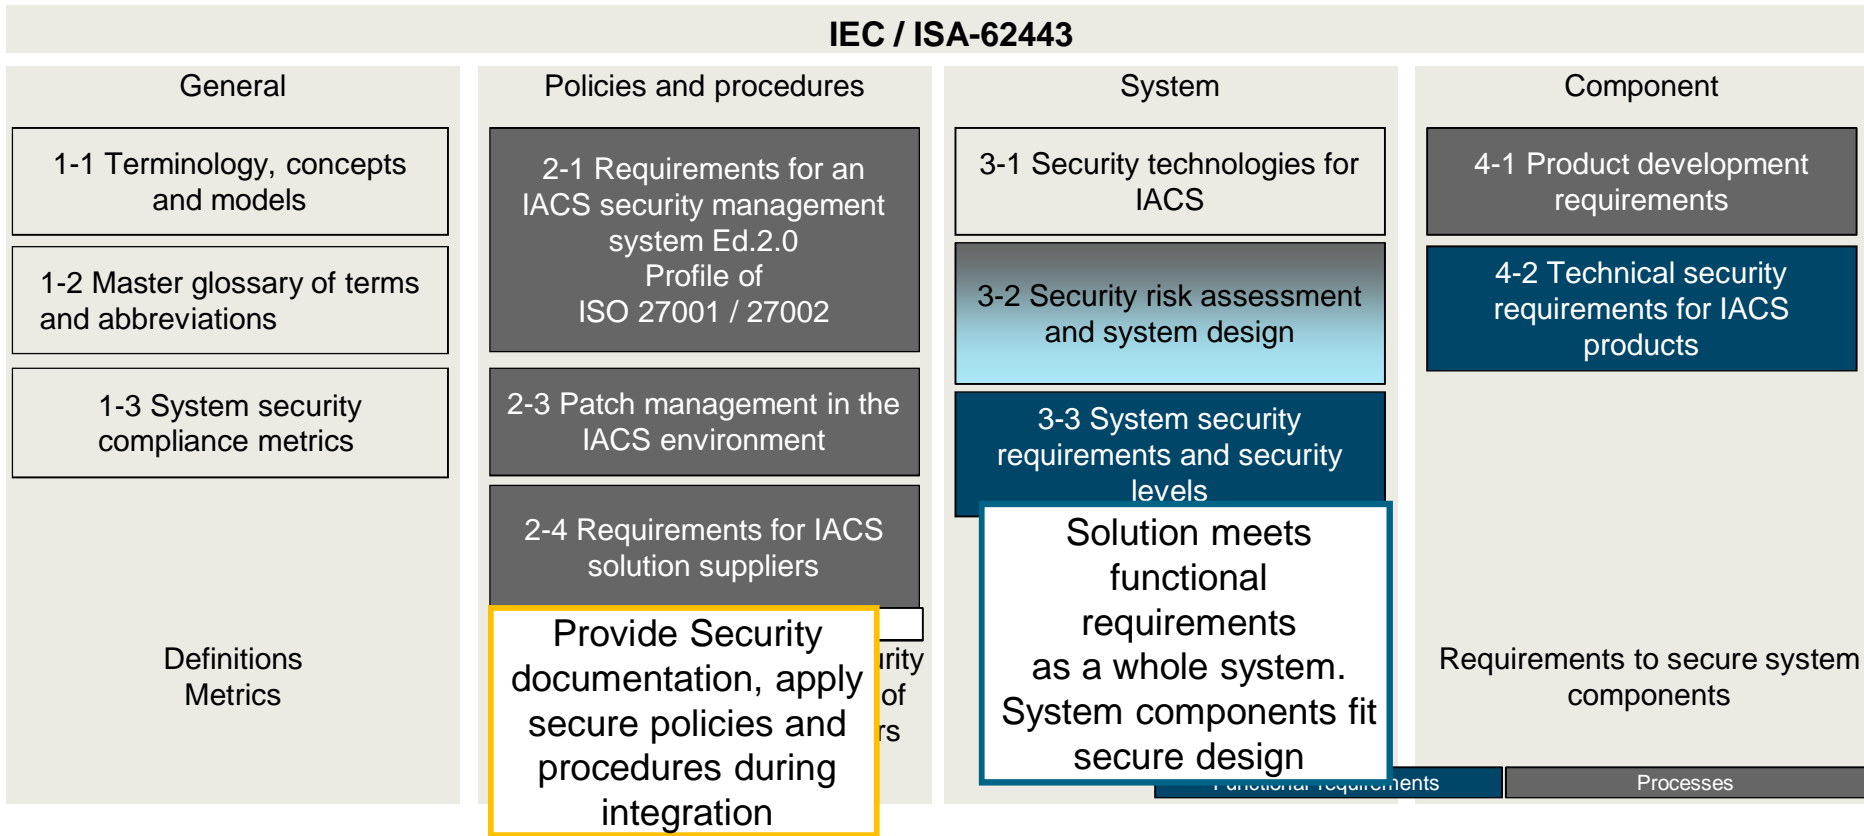 IEC / ISA-62443
General
1-1 Terminology, concepts
and models
1-2 Master glossary of terms
and abbreviations
1-3 System security
compliance metrics
Definitions
Metrics
Policies and procedures
2-1 Requirements for an
IACS security management
system Ed.2.0
Profile of
ISO 27001 / 27002
2-3 Patch management in the
IACS environment
2-4 Requirements for IACS
solution suppliers
Provide Security
documentation, apply
secure policies and
procedures during
integration
of
System
3-1 Security technologies for
IACS
3-2 Security risk assessment
and system design
3-3 System security
requirements and security
levels
Solution meets
functional
requirements
as a whole system.
System components fit
secure design
Component
4-1 Product development
requirements
4-2 Technical security
requirements for IACS
products
Requirements to secure system
components
Functional requirements
Processes